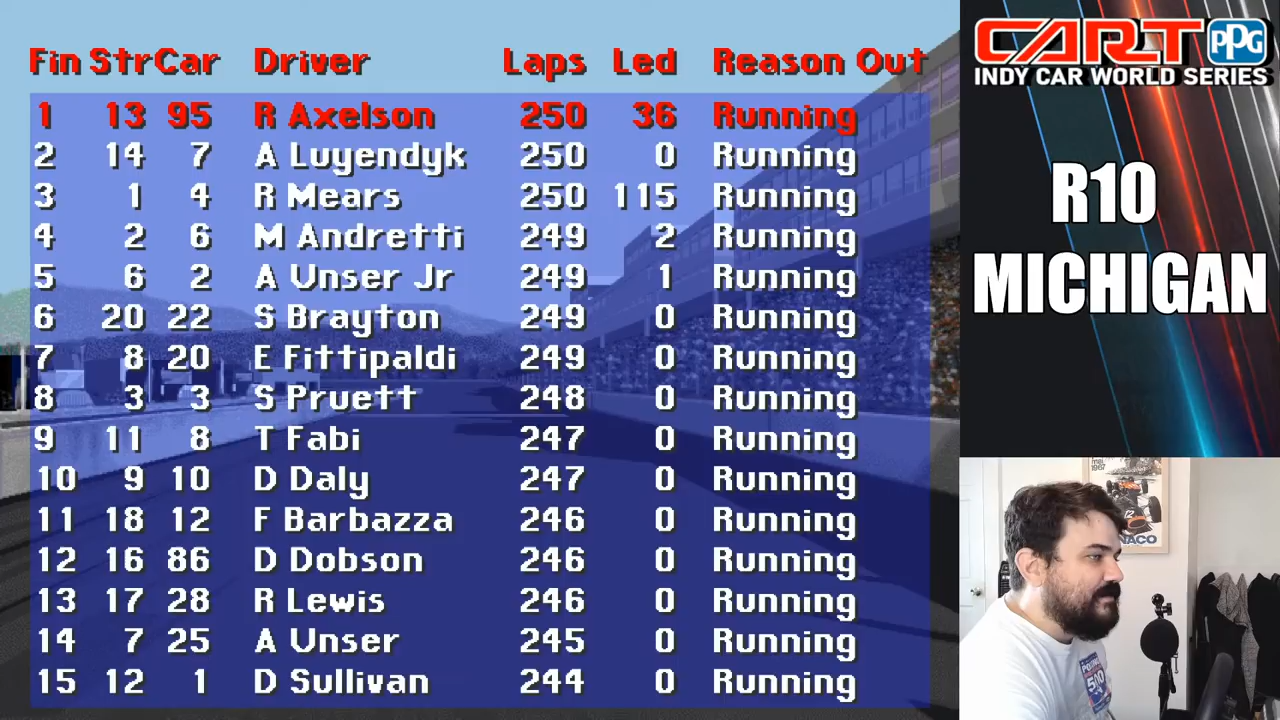 Fin Str Car Driver Laps Led Reason Out
1 13 95 R Axelson 250 36 Running
2 14 7 A Luyendyk 250 0 Running
3 1 4 R Mears 250 115 Running
4 2 6 M Andretti 249 2 Running
5 6 2 A Unser Jr 249 1 Running
6 20 22 S Brayton 249 0 Running
7 8 20 E Fittipaldi 249 0 Running
8 3 3 S Pruett 248 0 Running
9 11 8 T Fabi 247 0 Running
10 9 10 D Daly 247 0 Running
11 18 12 F Barbazza 246 0 Running
12 16 86 D Dobson 246 0 Running
13 17 28 R Lewis 246 0 Running
14 7 25 A Unser 245 0 Running
15 12 1 D Sullivan 244 0 Running
CART PPG
INDY CAR WORLD SERIES
R10
MICHIGAN
mai
1967
500